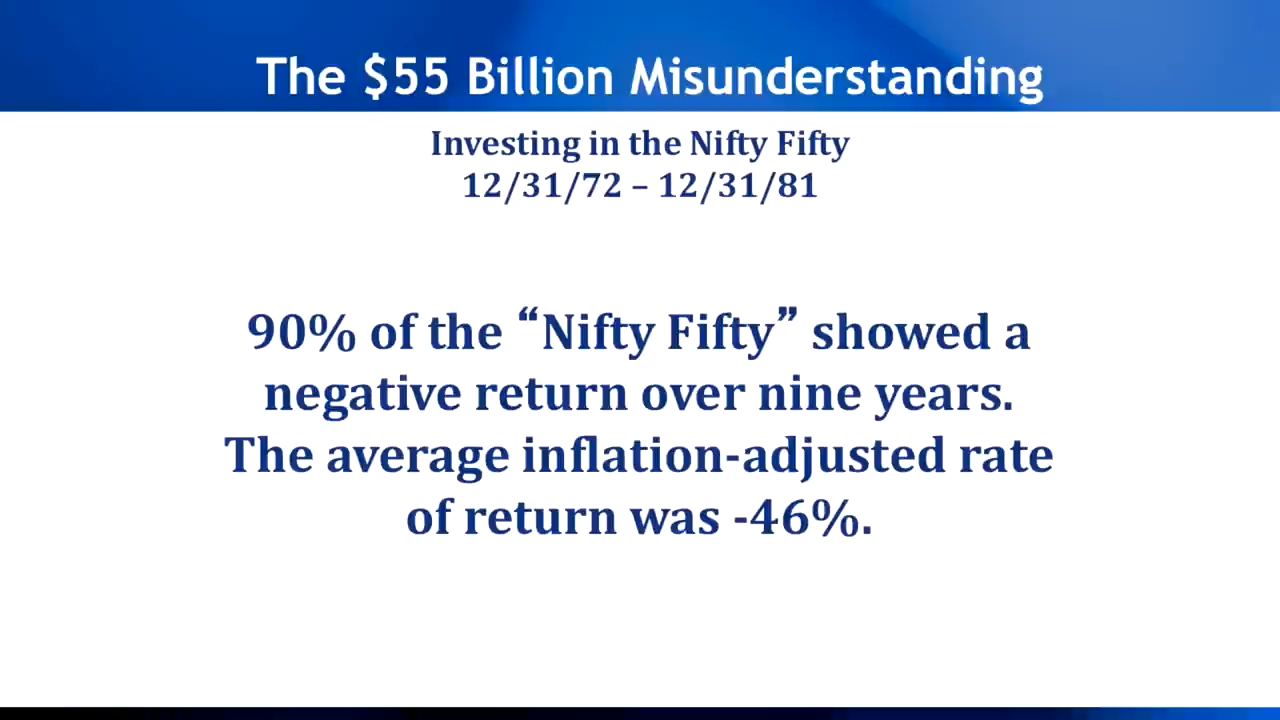 The $55 Billion Misunderstanding
Investing in the Nifty Fifty
12/31/72 – 12/31/81
90% of the “Nifty Fifty” showed a
negative return over nine years.
The average inflation-adjusted rate
of return was -46%.